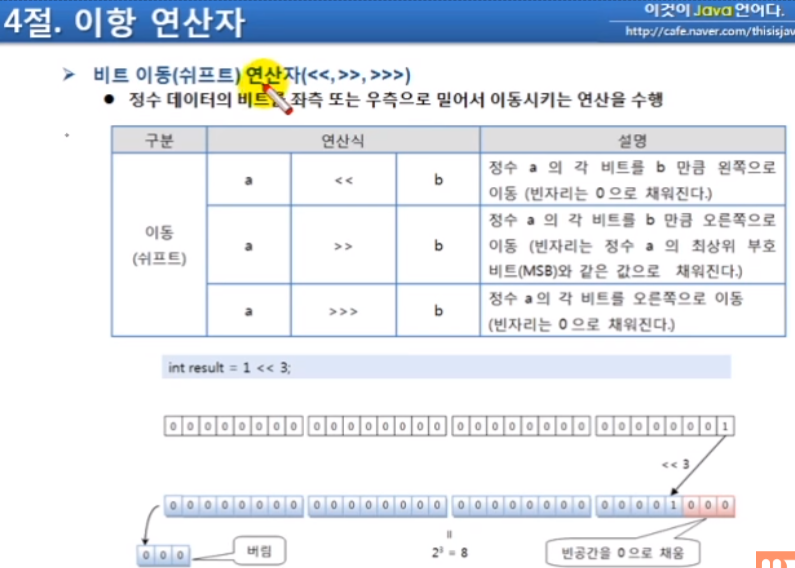 4절. 이항 연산자
이것이 Java 언어다.
http://cafe.naver.com/thisisjav
➤ 비트 이동(쉬프트) 연산자(<<,>>,>>>)
● 정수 데이터의 비트를 좌측 또는 우측으로 밀어서 이동시키는 연산을 수행
구분 연산식 설명
이동
(쉬프트)
a << b
정수 a 의 각 비트를 b 만큼 왼쪽으로
이동 (빈자리는 0 으로 채워진다.)
a >> b
정수 a 의 각 비트를 b 만큼 오른쪽으로
이동 (빈자리는 정수 a 의 최상위 부호
비트(MSB)와 같은 값으로 채워진다.)
a >>> b
정수 a 의 각 비트를 오른쪽으로 이동
(빈자리는 0 으로 채워진다.)
int result = 1 << 3;
0 0 0 0 0 0 0 0 0 0 0 0 0 0 0 0 0 0 0 0 0 0 0 0 0 0 0 0 0 0 0 1
<< 3
0 0 0 0 0 0 0 0 0 0 0 0 0 0 0 0 0 0 0 0 0 0 0 0 0 0 0 0 1 0 0 0
0 0 0
버림
=
2³ = 8
빈공간을 0 으로 채움